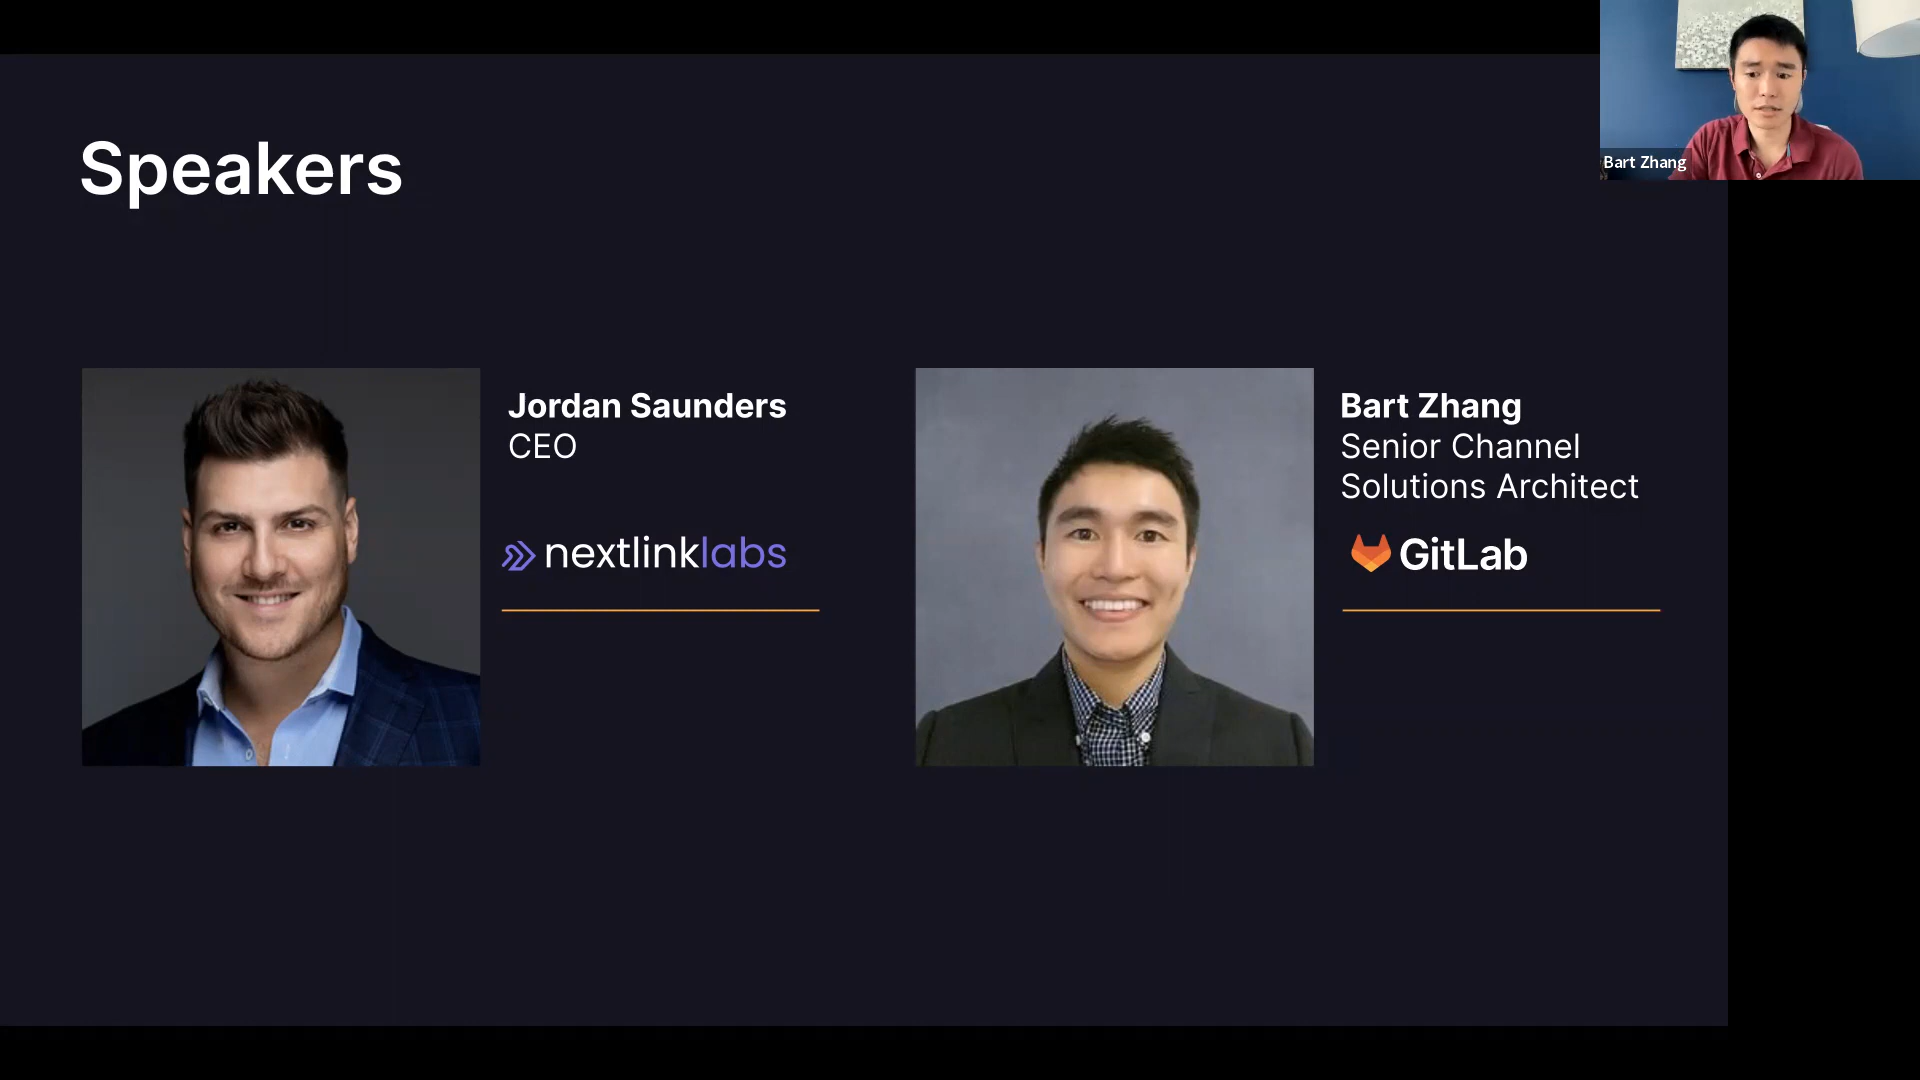 Speakers
Jordan Saunders
CEO
nextlinklabs
Bart Zhang
Senior Channel
Solutions Architect
GitLab
Bart Zhang